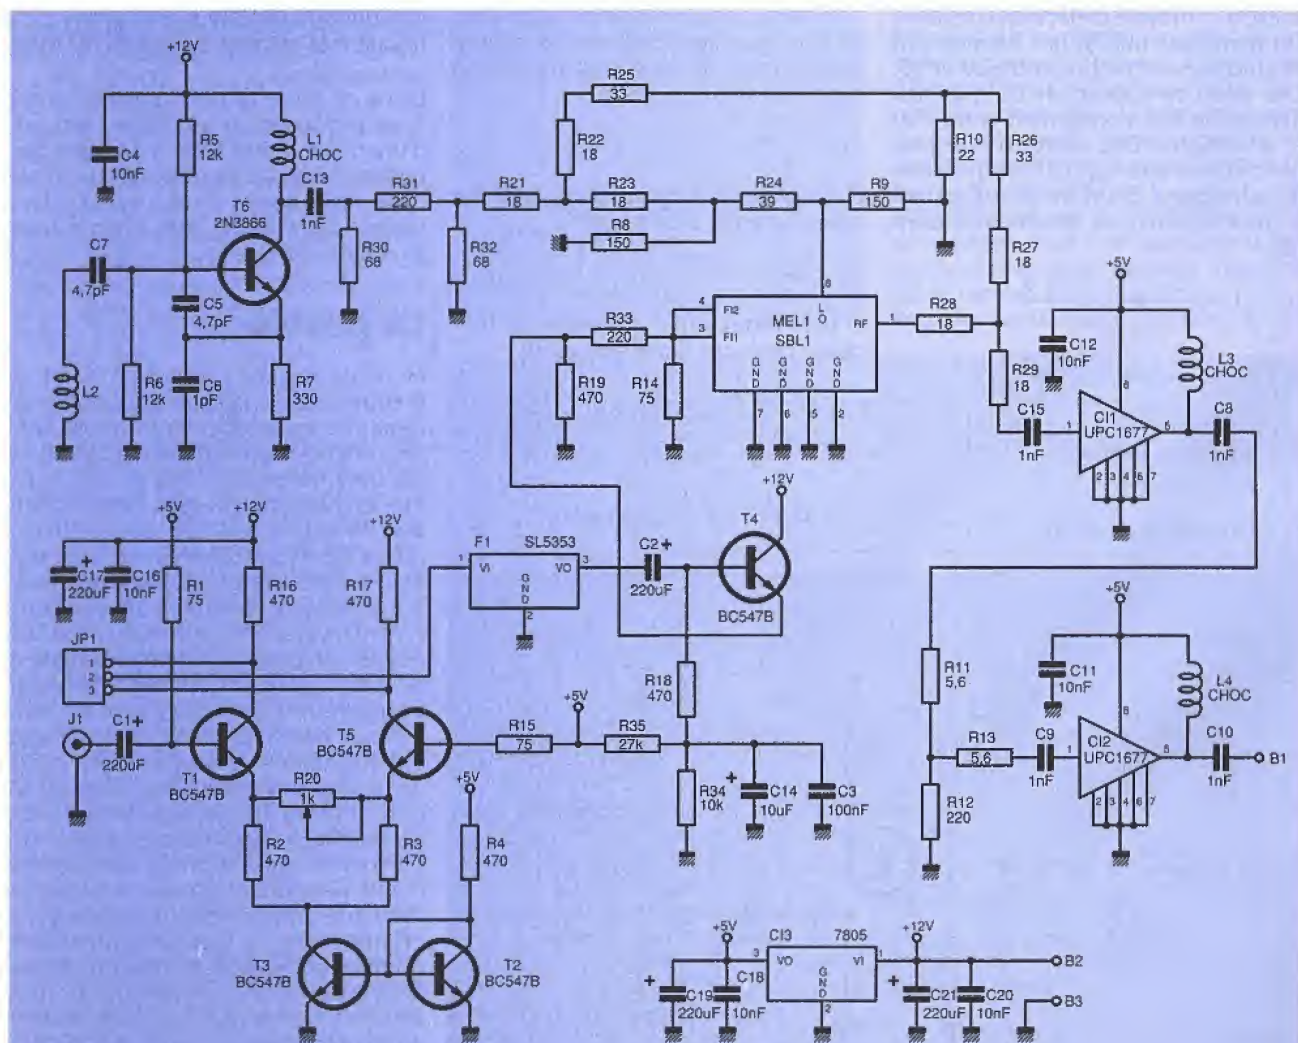 +12V
R25
33
C4
10nF
R5
12k
L1
CHOC
R22
18
R10
22
R26
33
T6
2N3866
C13
1nF
R31
220
R21
18
R23
18
R24
39
R9
150
R8
150
R30
68
R32
68
R27
18
C7
4,7pF
C5
4,7pF
+5V
L2
R6
12k
C6
1pF
R7
330
R33
220
R19
470
R14
75
4
FI2
3
FI1
8
LO
MEL1
SBL1
RF
1
GND
GND
GND
GND
7
6
5
2
R28
18
R29
18
C12
10nF
L3
CHOC
C15
1nF
1
8
CI1
UPC1677
5
2
3
4
6
7
C8
1nF
+5V
+12V
+12V
+12V
T4
BC547B
F1
SL5353
1
VI
VO
3
GND
2
C2
+
220uF
C17
+
220uF
C16
10nF
R1
75
R16
470
R17
470
+5V
JP1
1
2
3
J1
C1
+
220uF
T1
BC547B
T5
BC547B
R15
75
+5V
R35
27k
R18
470
R11
5,6
C11
10nF
L4
CHOC
R13
5,6
C9
1nF
1
8
CI2
UPC1677
5
2
3
4
6
7
C10
1nF
B1
R20
1k
R2
470
R3
470
+5V
R4
470
R34
10k
+
C14
10uF
C3
100nF
R12
220
T3
BC547B
T2
BC547B
+5V
CI3
7805
+12V
3
VO
VI
1
GND
2
+
C19
220uF
C18
10nF
+
C21
220uF
C20
10nF
B2
B3